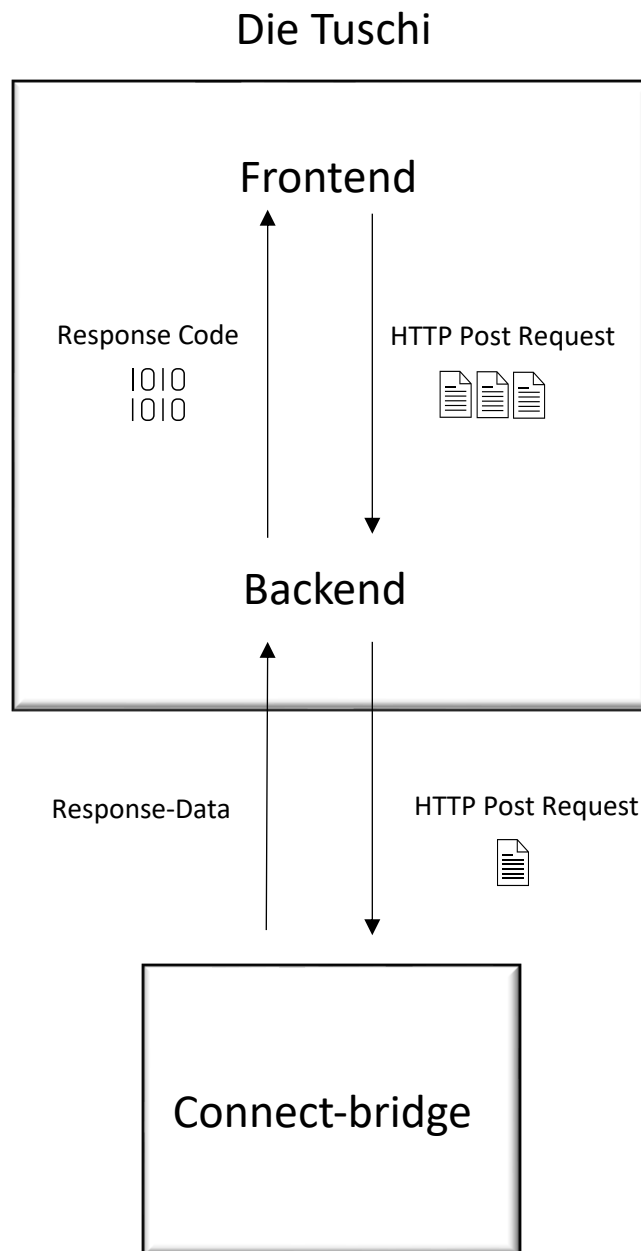 Die Tuschi
Frontend
Response Code
HTTP Post Request
1010
1010
Backend
Response-Data
HTTP Post Request
Connect-bridge